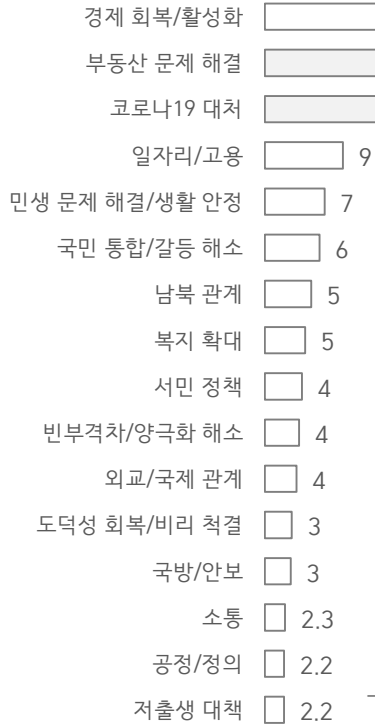 경제 회복/활성화
부동산 문제 해결
코로나19 대처
일자리/고용 9
민생 문제 해결/생활 안정 7
국민 통합/갈등 해소 6
남북 관계 5
복지 확대 5
서민 정책 4
빈부격차/양극화 해소 4
외교/국제 관계 4
도덕성 회복/비리 척결 3
국방/안보 3
소통 2.3
공정/정의 2.2
저출생 대책 2.2